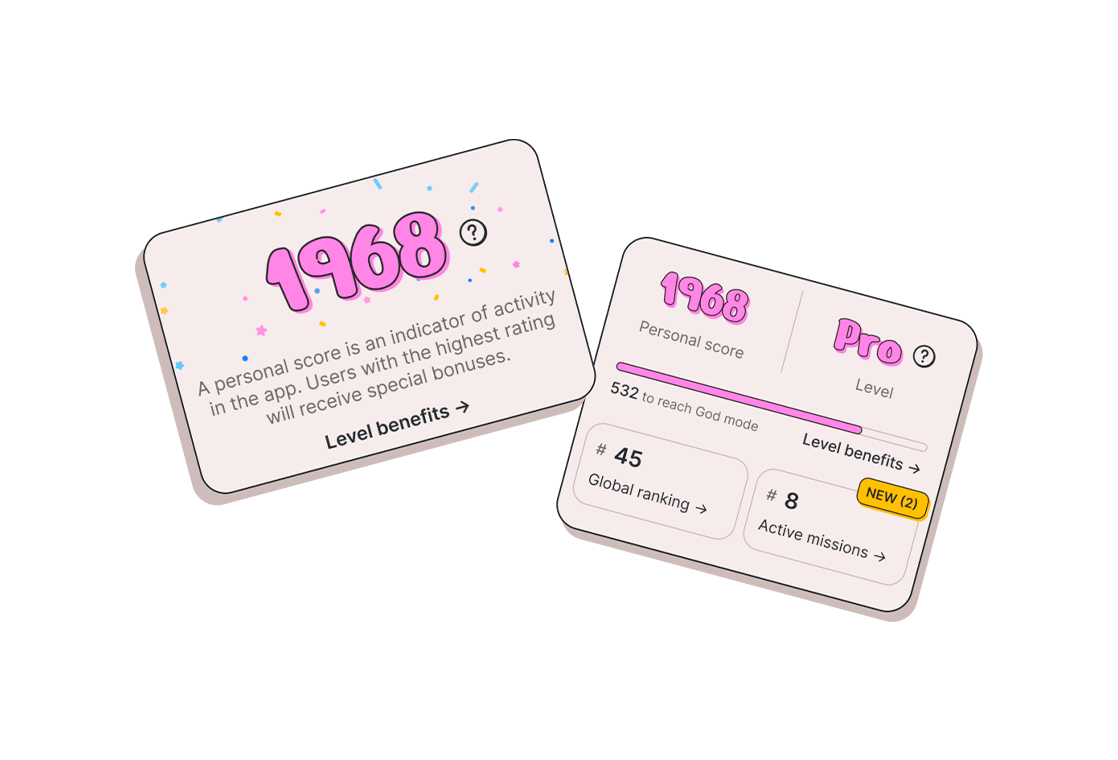 1968 ?
A personal score is an indicator of activity
in the app. Users with the highest rating
will receive special bonuses.
Level benefits →
1968
Personal score
Pro ?
Level
532 to reach God mode
Level benefits →
# 45
Global ranking →
NEW (2)
# 8
Active missions →